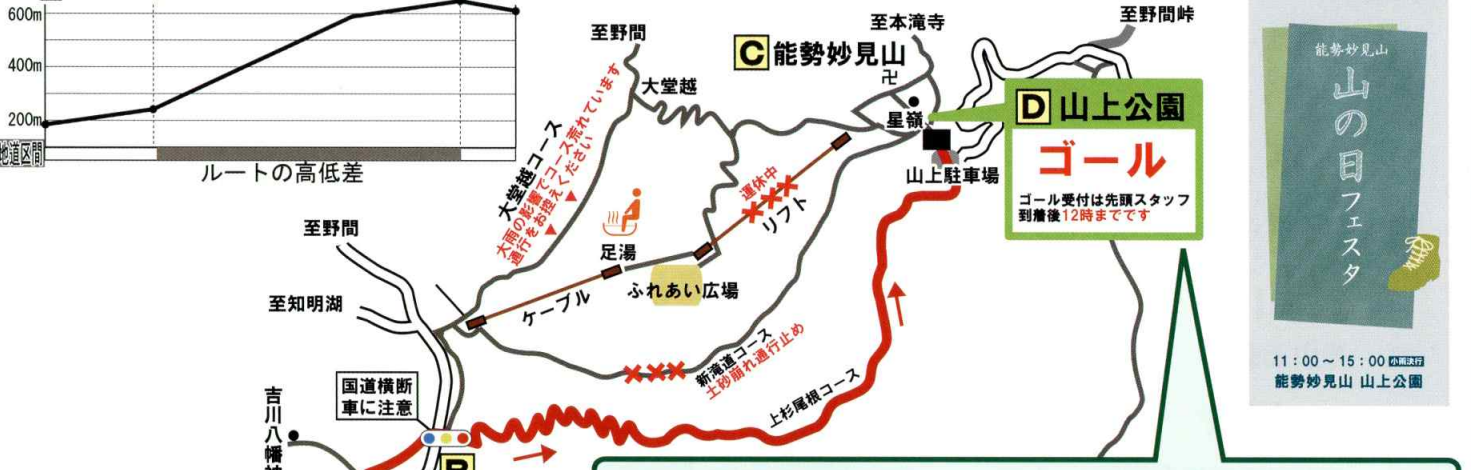 600m
400m
200m
地道区間
ルートの高低差
至野間
大堂越
C 能勢妙見山
卍
至本滝寺
至野間峠
星嶺
D 山上公園
ゴール
ゴール受付は先頭スタッフ
到着後12時までです
山上駐車場
大堂越コース
大雨の影響でコース荒れています
通行をお控えください
運休中
リフト
足湯
ふれあい広場
ケーブル
至野間
至知明湖
新滝道コース
土砂崩れ通行止め
上杉尾根コース
国道横断
車に注意
吉川八幡神
B
能勢妙見山
山の日フェスタ
11:00～15:00 小雨決行
能勢妙見山 山上公園